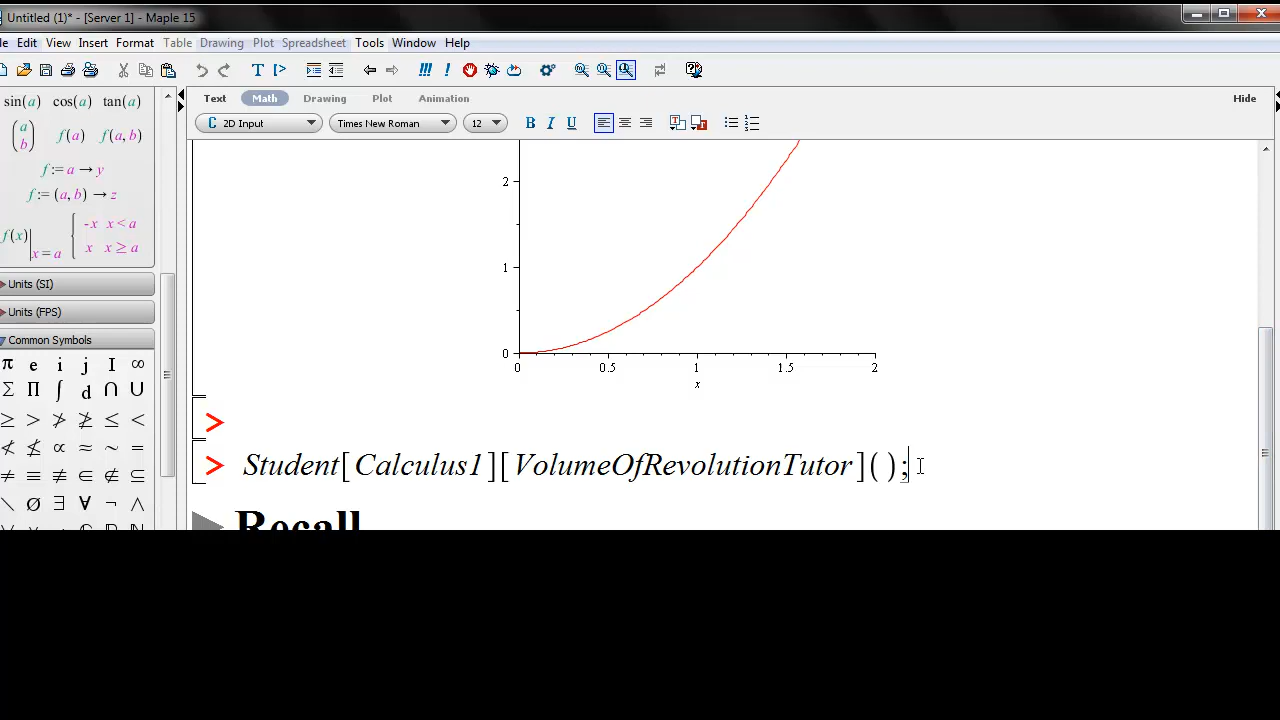 Untitled (1)* - [Server 1] - Maple 15
le Edit View Insert Format Table Drawing Plot Spreadsheet Tools Window Help
Text Math Drawing Plot Animation Hide
C 2D Input Times New Roman 12 B I U
sin(a) cos(a) tan(a)
(a b) f(a) f(a, b)
f := a → y
f := (a, b) → z
f(x)|x = a { -x x < a
x x ≥ a
Units (SI)
Units (FPS)
Common Symbols
π e i j I ∞
Σ Π ∫ d ∩ ∪
≥ > ≯ ≱ ≤ <
≮ ≰ ∝ ≈ ~ =
≠ ≡ ≢ ∈ ∉ ⊆
\ Ø ∃ ∀ ¬ ∧
2
1
0
0 0.5 1 1.5 2
x
>
> Student[Calculus1][VolumeOfRevolutionTutor]( );
Recall